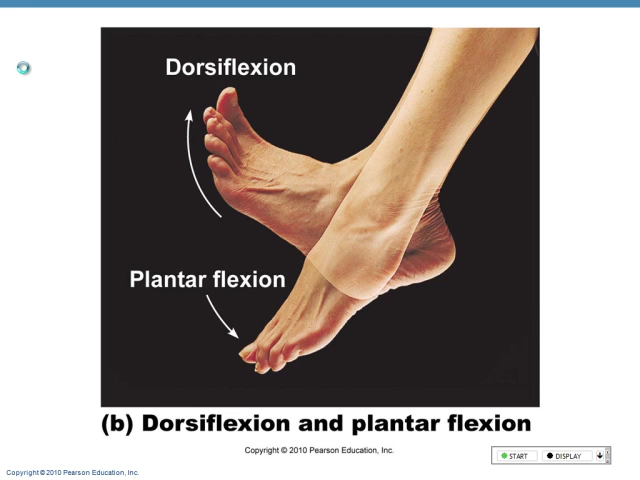 Dorsiflexion
Plantar flexion
(b) Dorsiflexion and plantar flexion
Copyright © 2010 Pearson Education, Inc.
START DISPLAY
Copyright © 2010 Pearson Education, Inc.